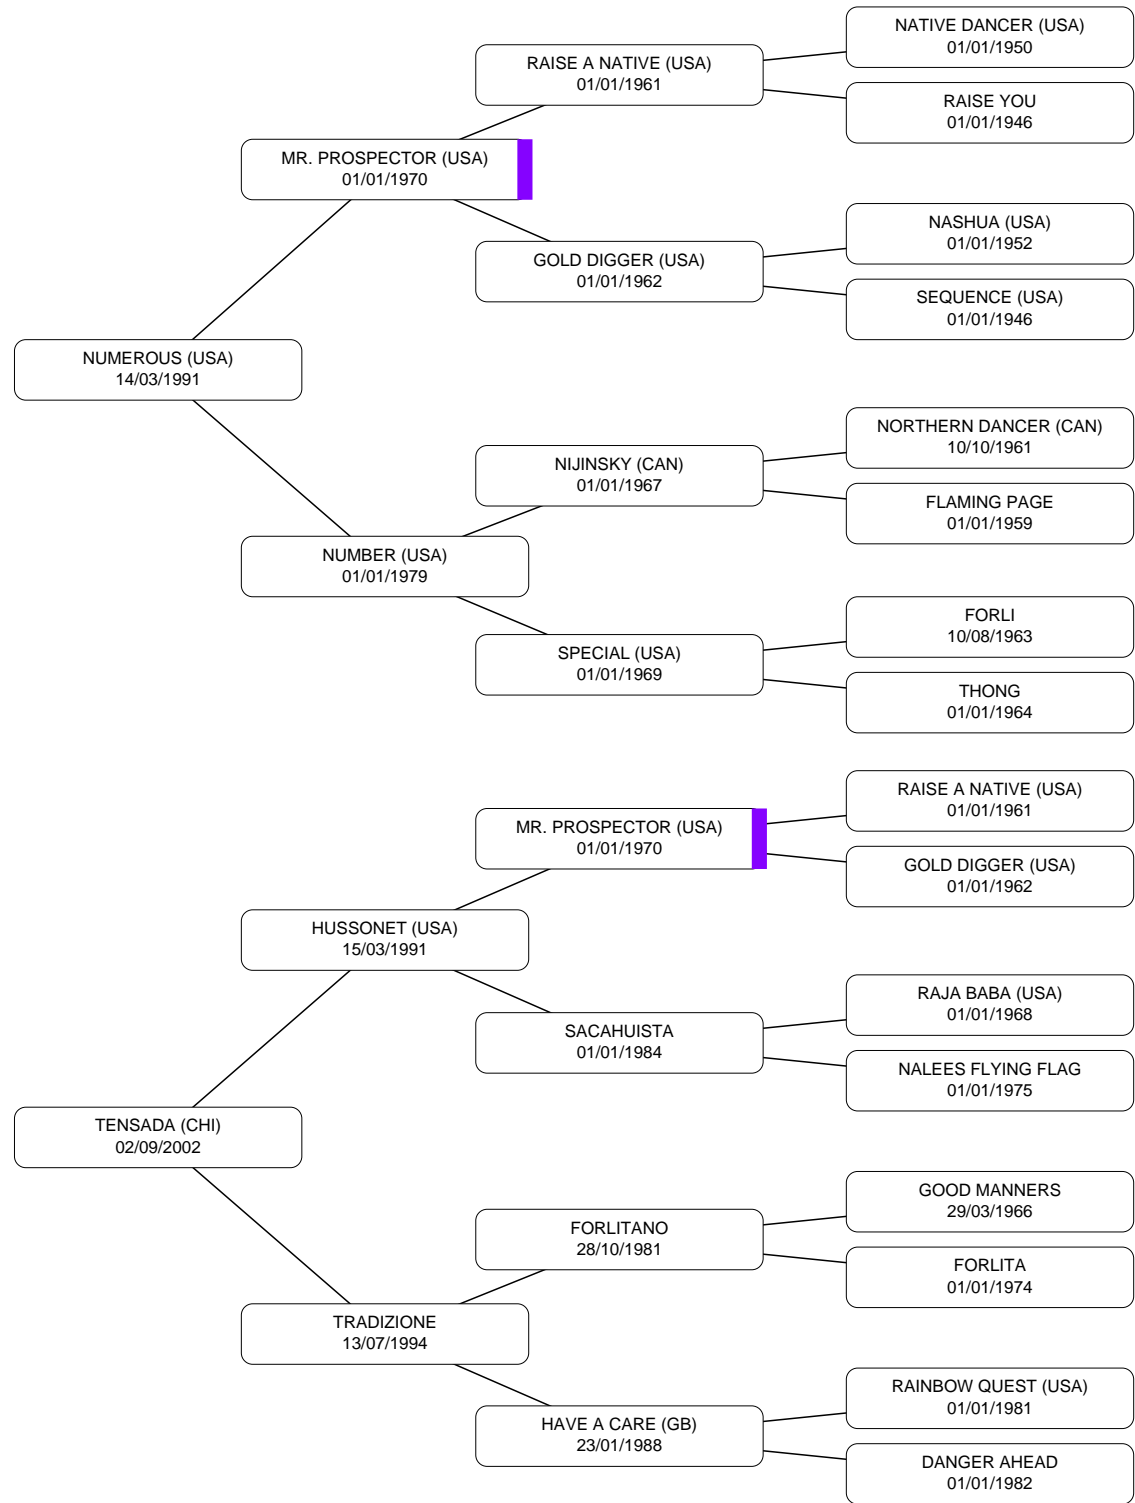 NATIVE DANCER (USA)
01/01/1950
RAISE A NATIVE (USA)
01/01/1961
RAISE YOU
01/01/1946
MR. PROSPECTOR (USA)
01/01/1970
NASHUA (USA)
01/01/1952
GOLD DIGGER (USA)
01/01/1962
SEQUENCE (USA)
01/01/1946
NUMEROUS (USA)
14/03/1991
NORTHERN DANCER (CAN)
10/10/1961
NIJINSKY (CAN)
01/01/1967
FLAMING PAGE
01/01/1959
NUMBER (USA)
01/01/1979
FORLI
10/08/1963
SPECIAL (USA)
01/01/1969
THONG
01/01/1964
RAISE A NATIVE (USA)
01/01/1961
MR. PROSPECTOR (USA)
01/01/1970
GOLD DIGGER (USA)
01/01/1962
HUSSONET (USA)
15/03/1991
RAJA BABA (USA)
01/01/1968
SACAHUISTA
01/01/1984
NALEES FLYING FLAG
01/01/1975
TENSADA (CHI)
02/09/2002
GOOD MANNERS
29/03/1966
FORLITANO
28/10/1981
FORLITA
01/01/1974
TRADIZIONE
13/07/1994
RAINBOW QUEST (USA)
01/01/1981
HAVE A CARE (GB)
23/01/1988
DANGER AHEAD
01/01/1982